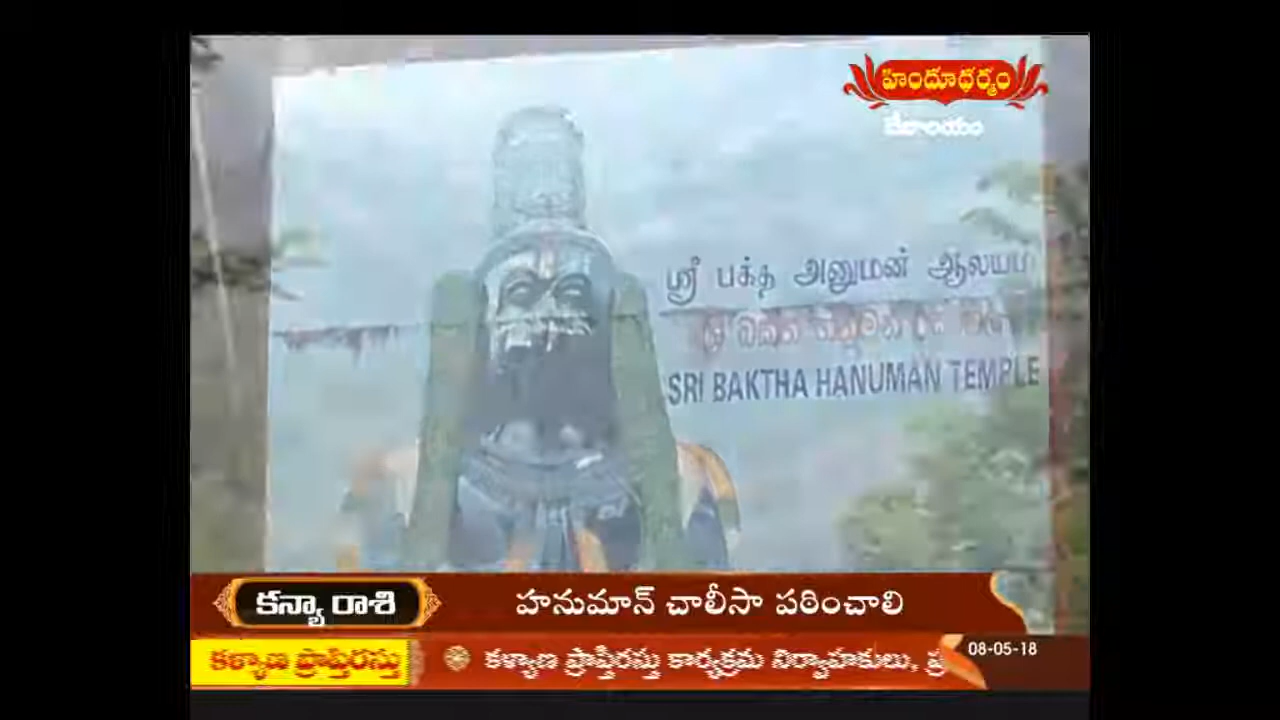 హిందూధర్మం
దేవాలయం
ஸ்ரீ பக்த அனுமன் ஆலயம்
SRI BAKTHA HANUMAN TEMPLE
కన్యా రాశి
హనుమాన్ చాలీసా పఠించాలి
కళ్యాణ ప్రాప్తిరస్తు
కళ్యాణ ప్రాప్తిరస్తు కార్యక్రమ నిర్వాహకులు, ప్ర
08-05-18